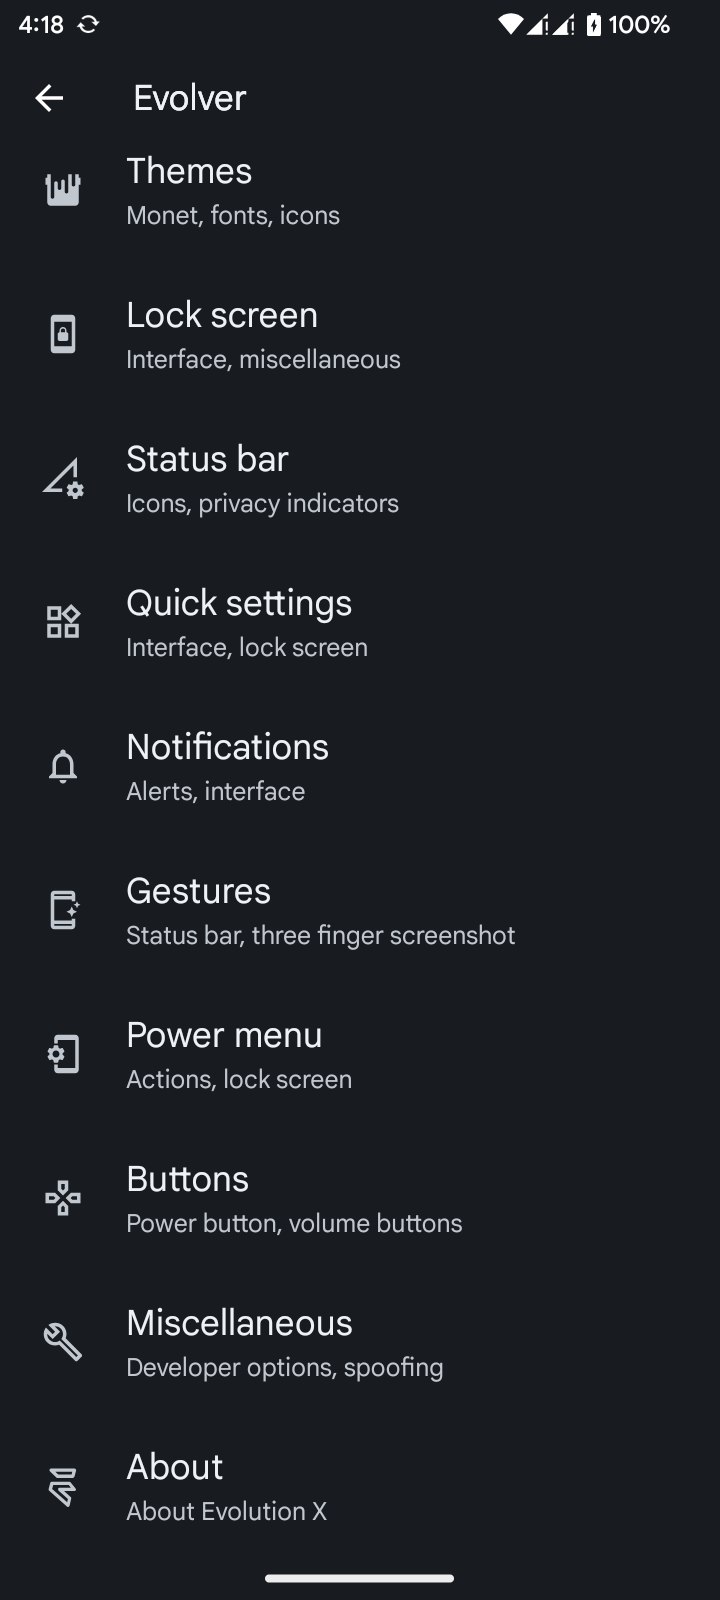 4:18
100%
Evolver
Themes
Monet, fonts, icons
Lock screen
Interface, miscellaneous
Status bar
Icons, privacy indicators
Quick settings
Interface, lock screen
Notifications
Alerts, interface
Gestures
Status bar, three finger screenshot
Power menu
Actions, lock screen
Buttons
Power button, volume buttons
Miscellaneous
Developer options, spoofing
About
About Evolution X